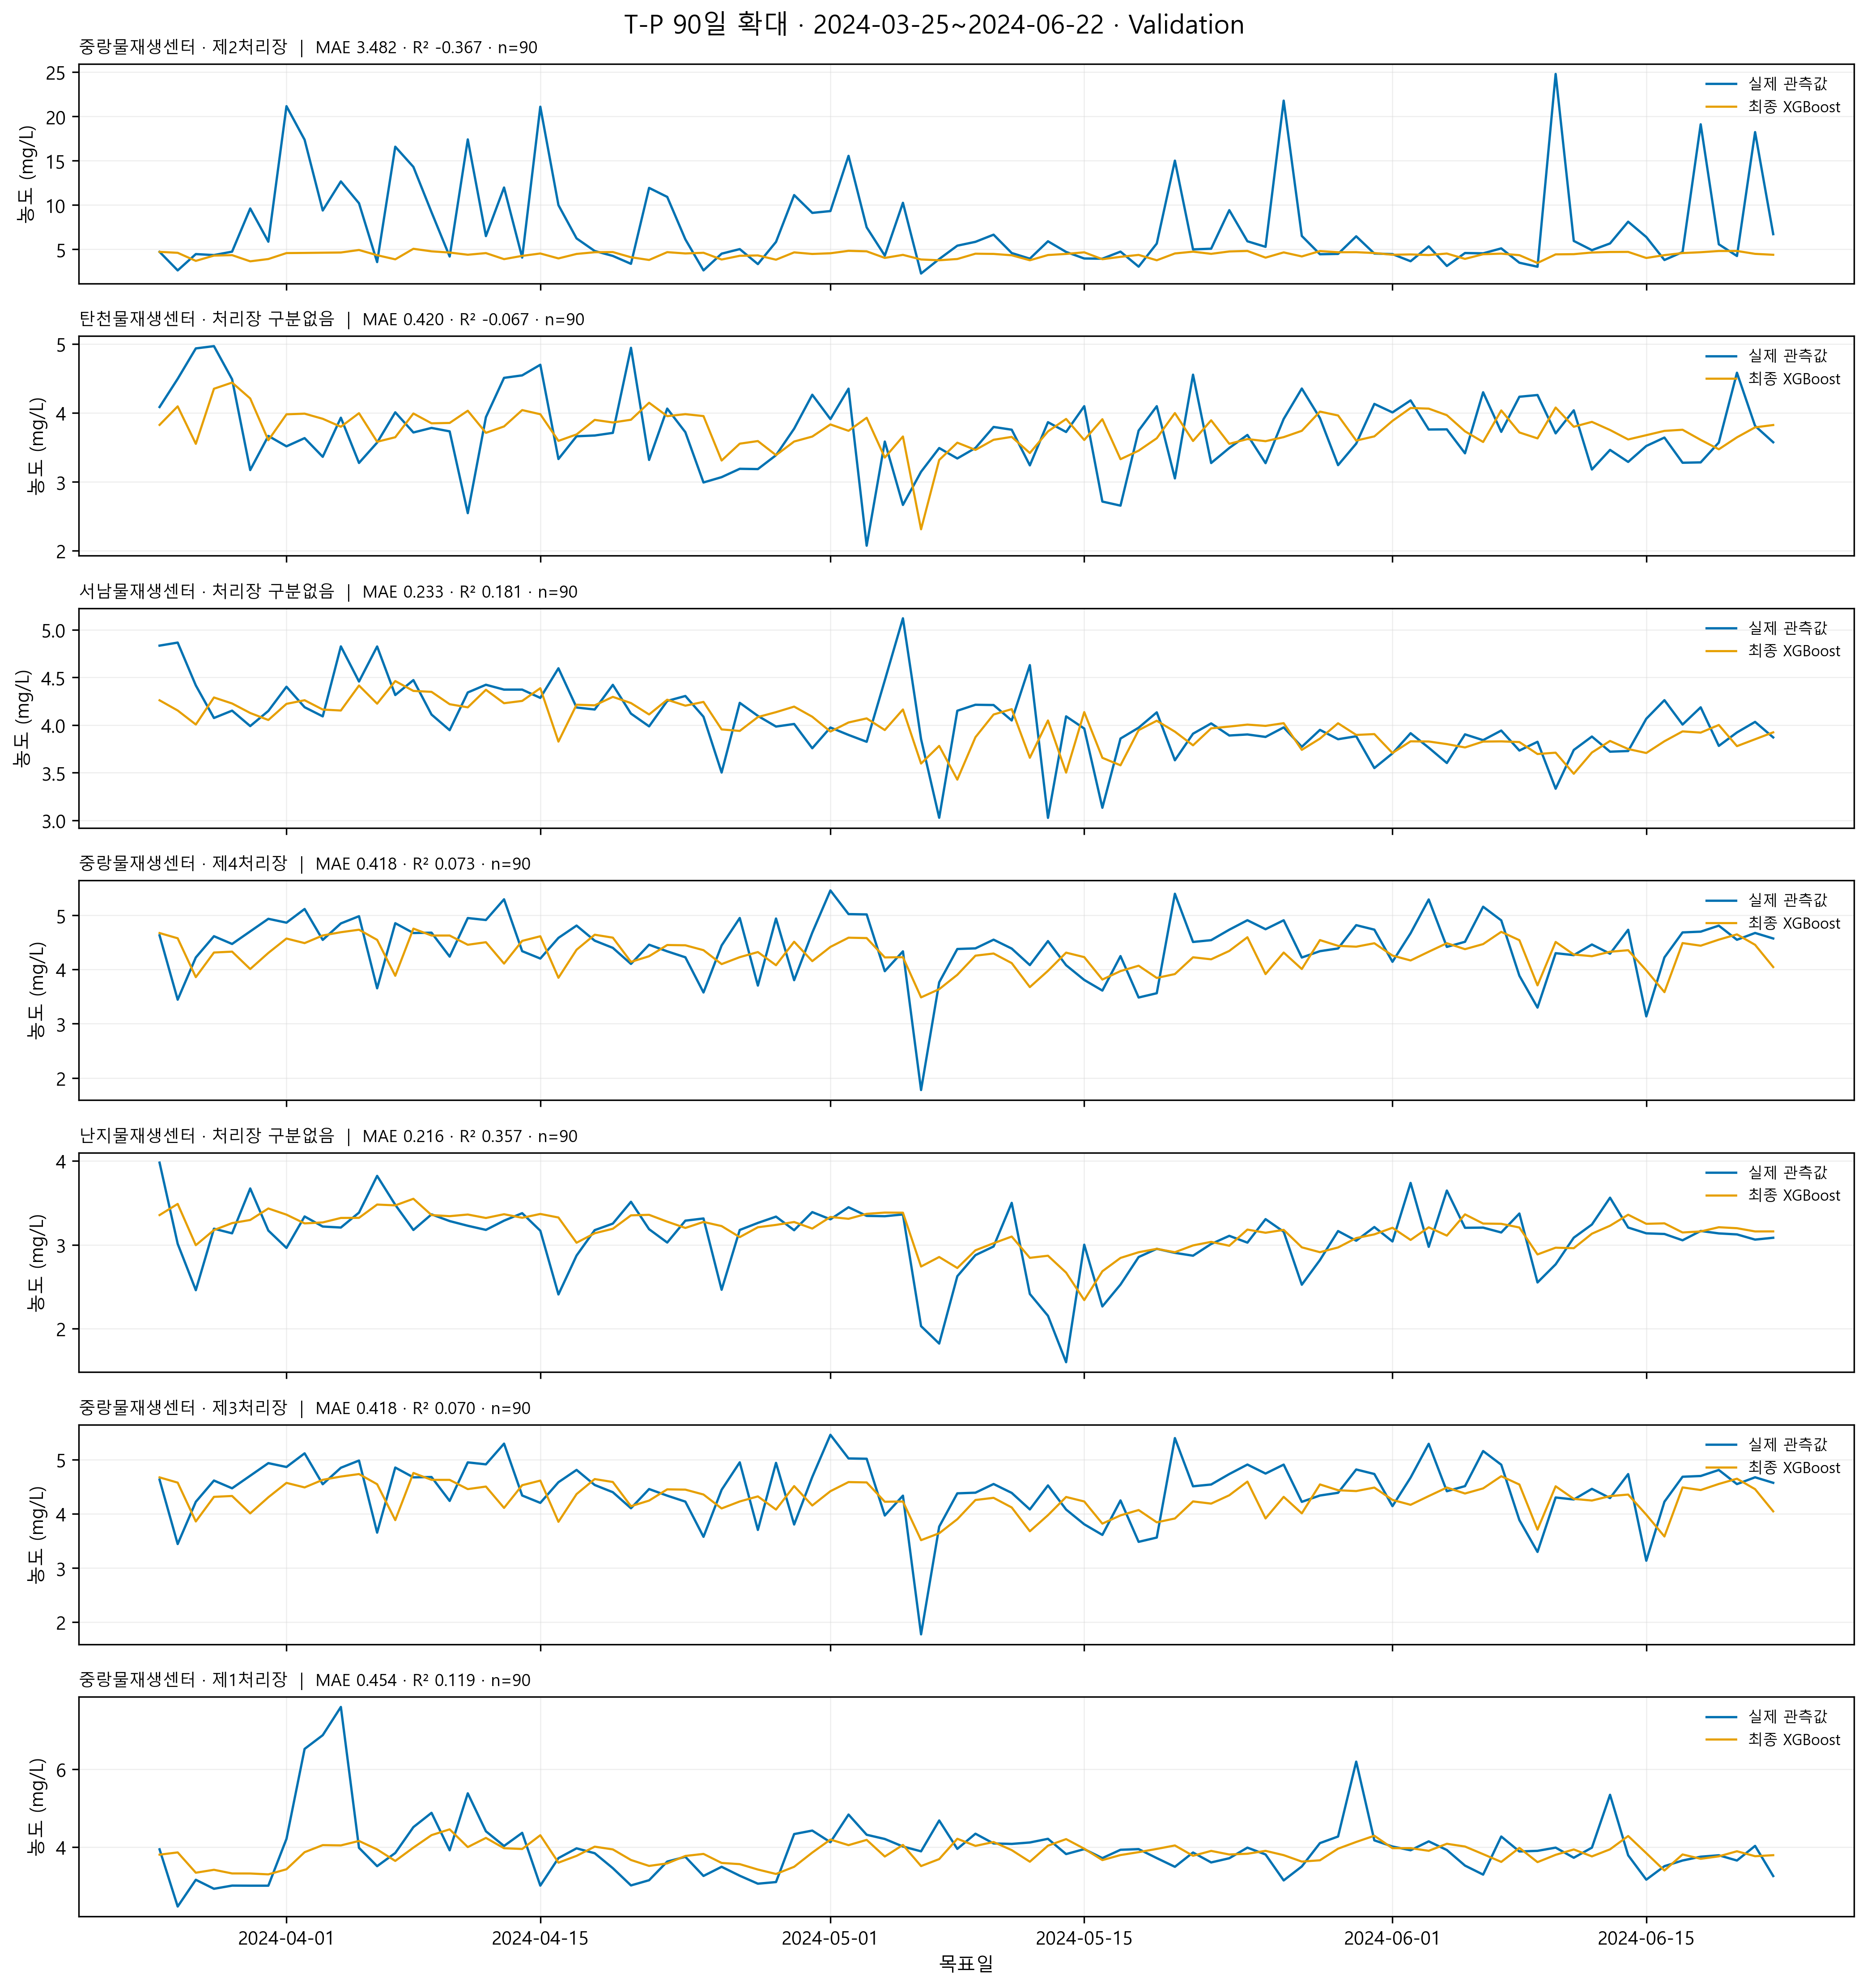 T-P 90일 확대 · 2024-03-25~2024-06-22 · Validation
중랑물재생센터 · 제2처리장 | MAE 3.482 · R² -0.367 · n=90
25
20
15
10
5
농도 (mg/L)
실제 관측값
최종 XGBoost
탄천물재생센터 · 처리장 구분없음 | MAE 0.420 · R² -0.067 · n=90
5
4
3
2
농도 (mg/L)
실제 관측값
최종 XGBoost
서남물재생센터 · 처리장 구분없음 | MAE 0.233 · R² 0.181 · n=90
5.0
4.5
4.0
3.5
3.0
농도 (mg/L)
실제 관측값
최종 XGBoost
중랑물재생센터 · 제4처리장 | MAE 0.418 · R² 0.073 · n=90
5
4
3
2
농도 (mg/L)
실제 관측값
최종 XGBoost
난지물재생센터 · 처리장 구분없음 | MAE 0.216 · R² 0.357 · n=90
4
3
2
농도 (mg/L)
실제 관측값
최종 XGBoost
중랑물재생센터 · 제3처리장 | MAE 0.418 · R² 0.070 · n=90
5
4
3
2
농도 (mg/L)
실제 관측값
최종 XGBoost
중랑물재생센터 · 제1처리장 | MAE 0.454 · R² 0.119 · n=90
6
4
농도 (mg/L)
실제 관측값
최종 XGBoost
2024-04-01 2024-04-15 2024-05-01 2024-05-15 2024-06-01 2024-06-15
목표일